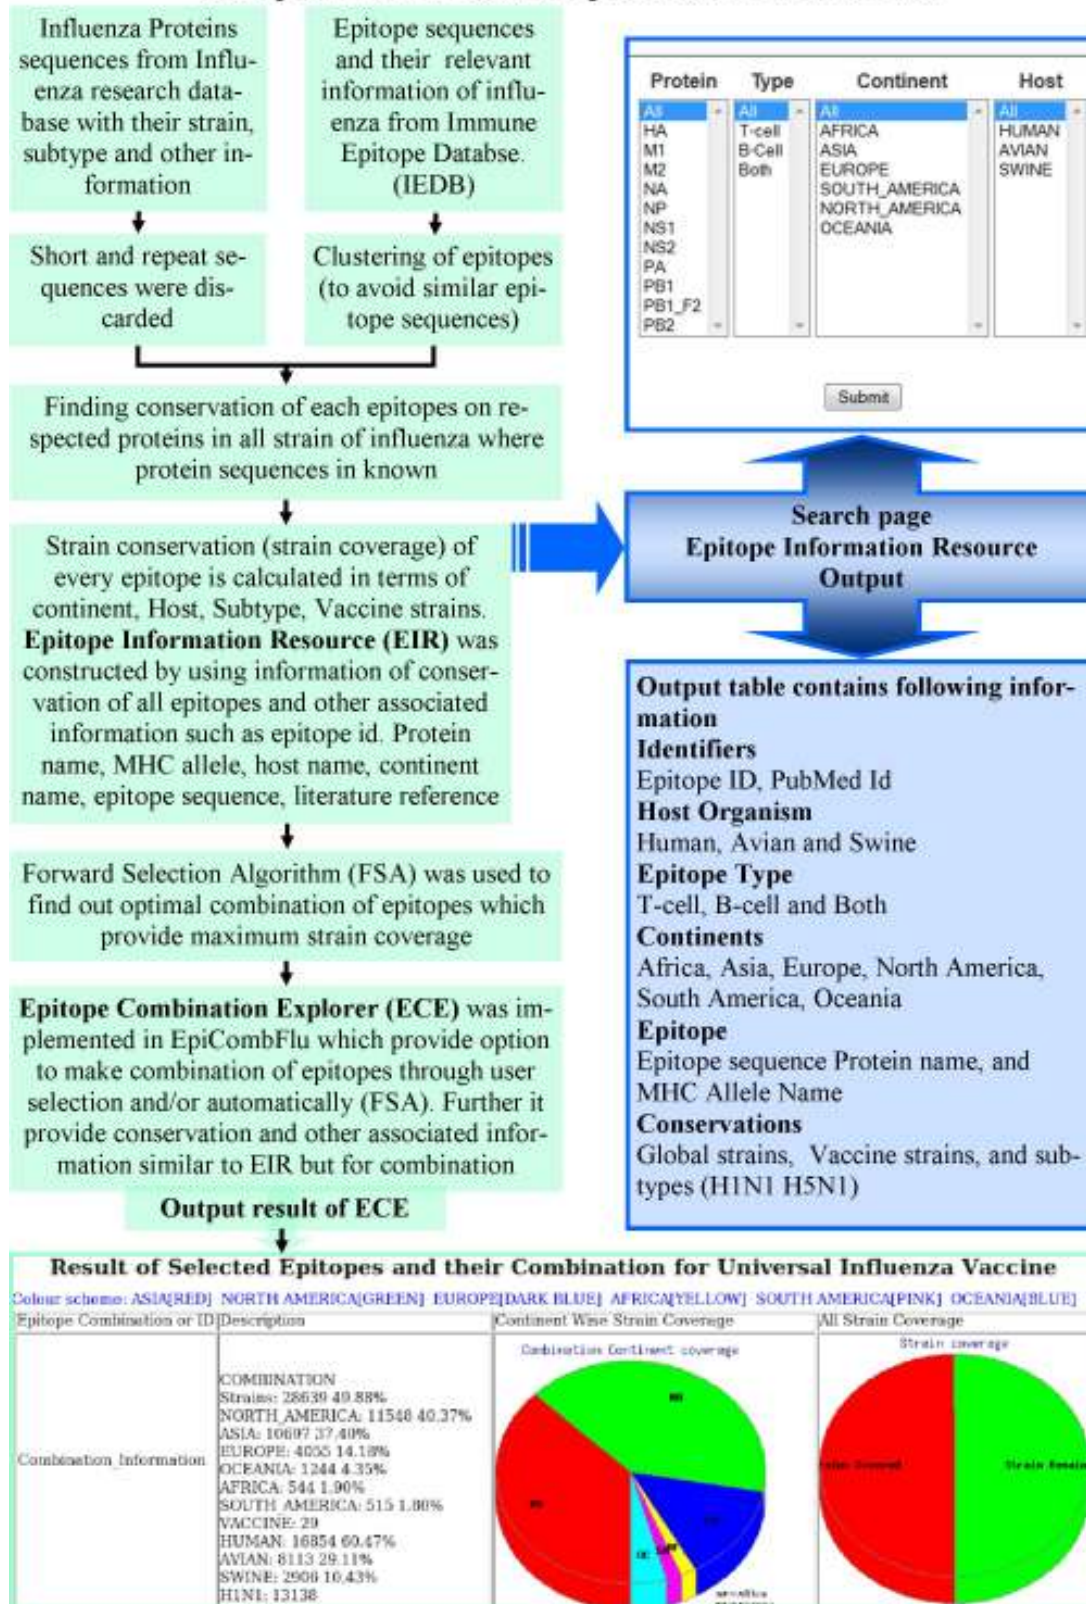 Influenza Proteins
sequences from Influ-
enza research data-
base with their strain,
subtype and other in-
formation
Epitope sequences
and their relevant
information of influ-
enza from Immune
Epitope Databse.
(IEDB)
Short and repeat se-
quences were dis-
carded
Clustering of epitopes
(to avoid similar epi-
tope sequences)
Finding conservation of each epitopes on re-
spected proteins in all strain of influenza where
protein sequences in known
Strain conservation (strain coverage) of
every epitope is calculated in terms of
continent, Host, Subtype, Vaccine strains.
Epitope Information Resource (EIR) was
constructed by using information of conser-
vation of all epitopes and other associated
information such as epitope id. Protein
name, MHC allele, host name, continent
name, epitope sequence, literature reference
Forward Selection Algorithm (FSA) was used to
find out optimal combination of epitopes which
provide maximum strain coverage
Epitope Combination Explorer (ECE) was im-
plemented in EpiCombFlu which provide option
to make combination of epitopes through user
selection and/or automatically (FSA). Further it
provide conservation and other associated infor-
mation similar to EIR but for combination
Output result of ECE
Protein Type Continent Host
All
HA
M1
M2
NA
NP
NS1
NS2
PA
PB1
PB1_F2
PB2
All
T-cell
B-Cell
Both
All
AFRICA
ASIA
EUROPE
SOUTH_AMERICA
NORTH_AMERICA
OCEANIA
All
HUMAN
AVIAN
SWINE
Submit
Search page
Epitope Information Resource
Output
Output table contains following infor-
mation
Identifiers
Epitope ID, PubMed Id
Host Organism
Human, Avian and Swine
Epitope Type
T-cell, B-cell and Both
Continents
Africa, Asia, Europe, North America,
South America, Oceania
Epitope
Epitope sequence Protein name, and
MHC Allele Name
Conservations
Global strains, Vaccine strains, and sub-
types (H1N1 H5N1)
Result of Selected Epitopes and their Combination for Universal Influenza Vaccine
Colour scheme: ASIA[RED] NORTH AMERICA[GREEN] EUROPE[DARK BLUE] AFRICA[YELLOW] SOUTH AMERICA[PINK] OCEANIA[BLUE]
Epitope Combination or ID Description Continent Wise Strain Coverage All Strain Coverage
Combination_Information
COMBINATION
Strains: 28639 49.88%
NORTH_AMERICA: 11548 40.37%
ASIA: 10697 37.40%
EUROPE: 4055 14.18%
OCEANIA: 1244 4.35%
AFRICA: 544 1.90%
SOUTH_AMERICA: 515 1.80%
VACCINE: 29
HUMAN: 16854 60.47%
AVIAN: 8113 29.11%
SWINE: 2906 10.43%
H1N1: 13138
Combination Continent coverage
Strain coverage